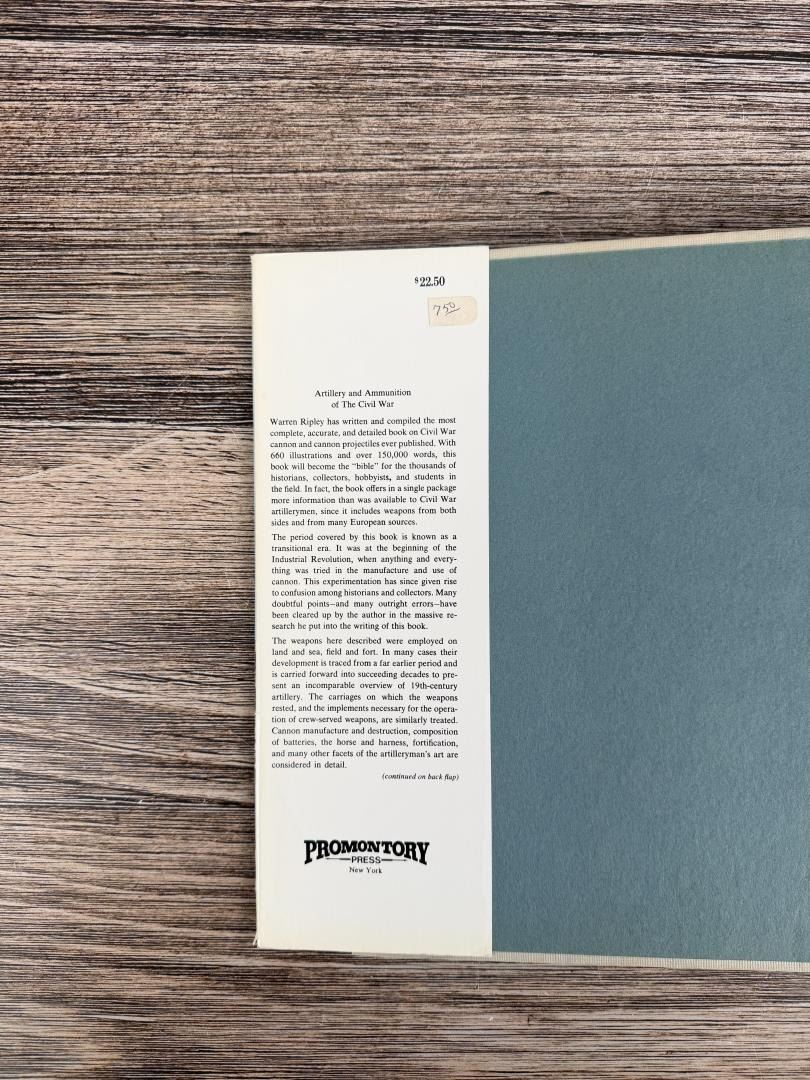 $22.50
7 50
Artillery and Ammunition
of The Civil War
Warren Ripley has written and compiled the most
complete, accurate, and detailed book on Civil War
cannon and cannon projectiles ever published. With
660 illustrations and over 150,000 words, this
book will become the "bible" for the thousands of
historians, collectors, hobbyists, and students in
the field. In fact, the book offers in a single package
more information than was available to Civil War
artillerymen, since it includes weapons from both
sides and from many European sources.
The period covered by this book is known as a
transitional era. It was at the beginning of the
Industrial Revolution, when anything and every-
thing was tried in the manufacture and use of
cannon. This experimentation has since given rise
to confusion among historians and collectors. Many
doubtful points—and many outright errors—have
been cleared up by the author in the massive re-
search he put into the writing of this book.
The weapons here described were employed on
land and sea, field and fort. In many cases their
development is traced from a far earlier period and
is carried forward into succeeding decades to pre-
sent an incomparable overview of 19th-century
artillery. The carriages on which the weapons
rested, and the implements necessary for the opera-
tion of crew-served weapons, are similarly treated.
Cannon manufacture and destruction, composition
of batteries, the horse and harness, fortification,
and many other facets of the artilleryman's art are
considered in detail.
(continued on back flap)
PROMONTORY
PRESS
New York